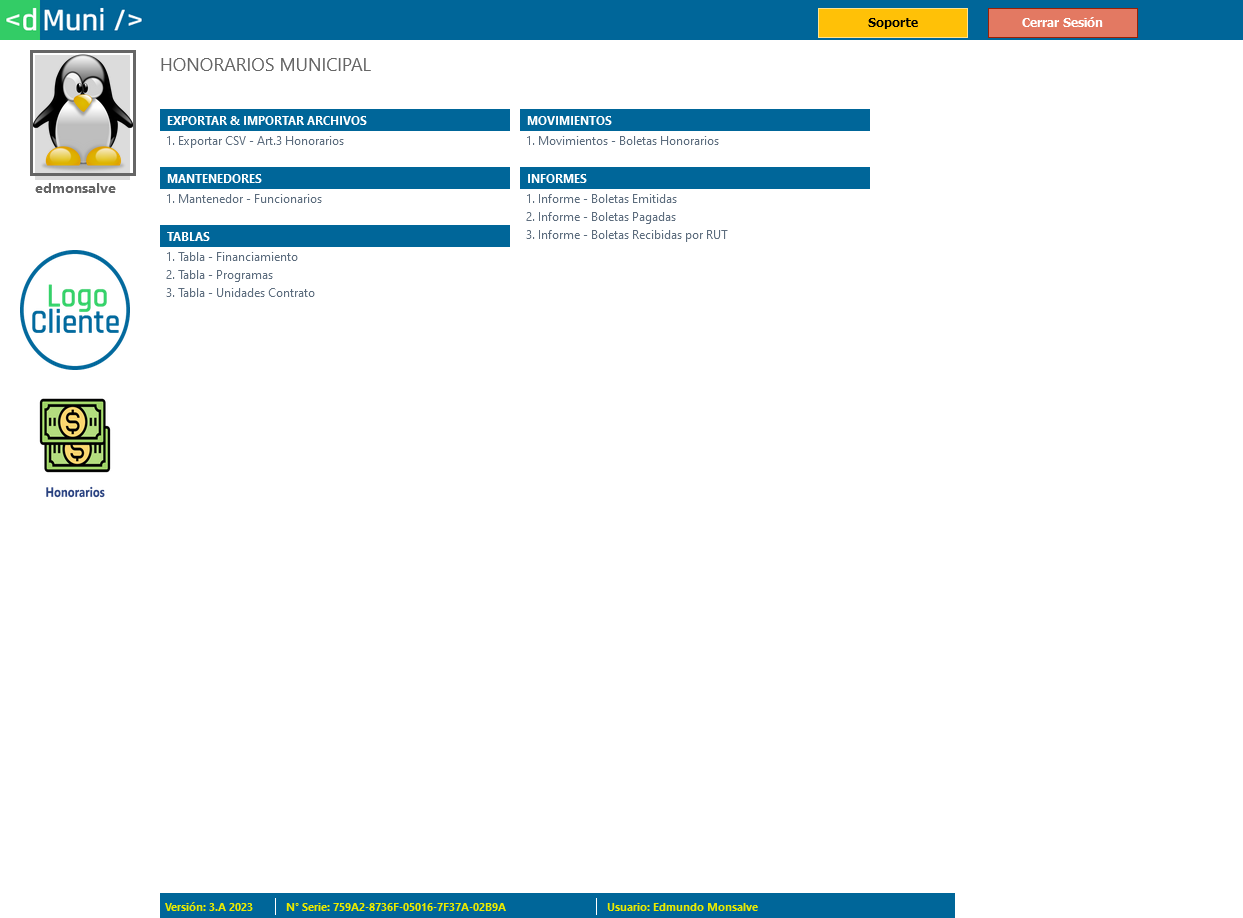 <d Muni />
Soporte
Cerrar Sesión
edmonsalve
Logo
Cliente
Honorarios
HONORARIOS MUNICIPAL
EXPORTAR & IMPORTAR ARCHIVOS
1. Exportar CSV - Art.3 Honorarios
MANTENEDORES
1. Mantenedor - Funcionarios
TABLAS
1. Tabla - Financiamiento
2. Tabla - Programas
3. Tabla - Unidades Contrato
MOVIMIENTOS
1. Movimientos - Boletas Honorarios
INFORMES
1. Informe - Boletas Emitidas
2. Informe - Boletas Pagadas
3. Informe - Boletas Recibidas por RUT
Versión: 3.A 2023
N° Serie: 759A2-8736F-05016-7F37A-02B9A
Usuario: Edmundo Monsalve